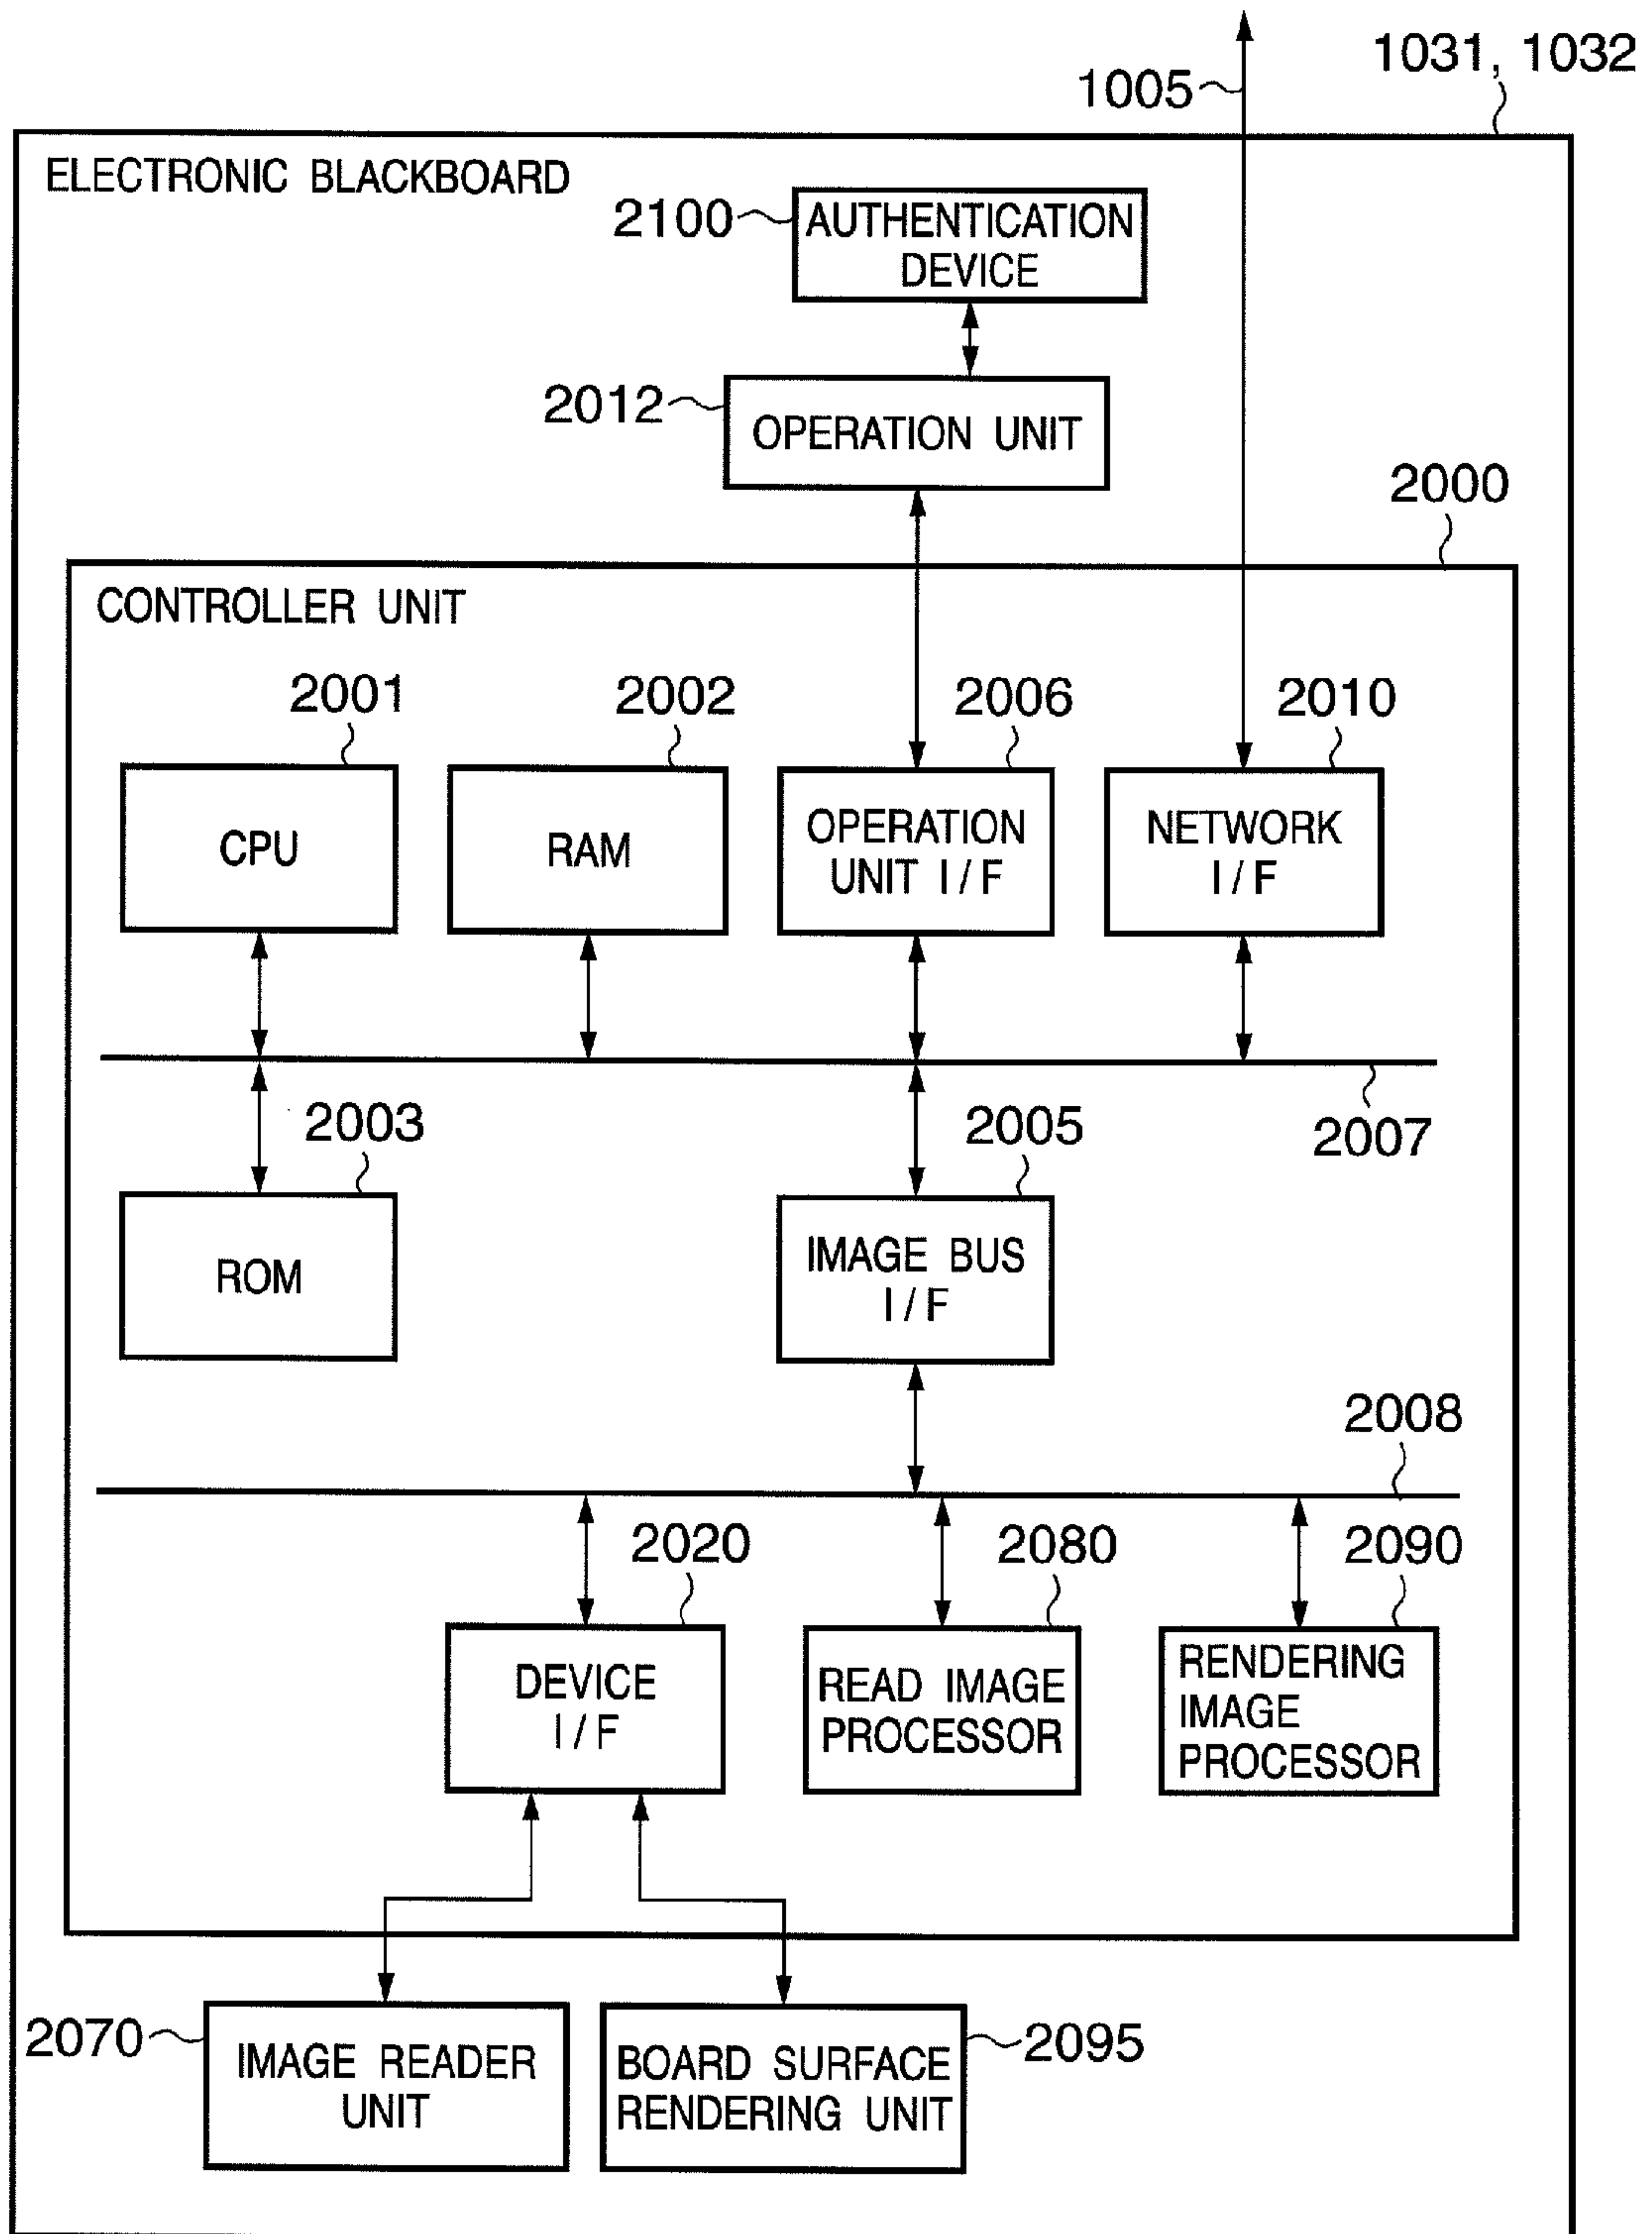 1031, 1032
1005
ELECTRONIC BLACKBOARD
2100
AUTHENTICATION
DEVICE
2012
OPERATION UNIT
2000
CONTROLLER UNIT
2001
2002
2006
2010
CPU
RAM
OPERATION
UNIT I/F
NETWORK
I/F
2007
2003
2005
ROM
IMAGE BUS
I/F
2008
2020
2080
2090
DEVICE
I/F
READ IMAGE
PROCESSOR
RENDERING
IMAGE
PROCESSOR
2070
IMAGE READER
UNIT
BOARD SURFACE
RENDERING UNIT
2095